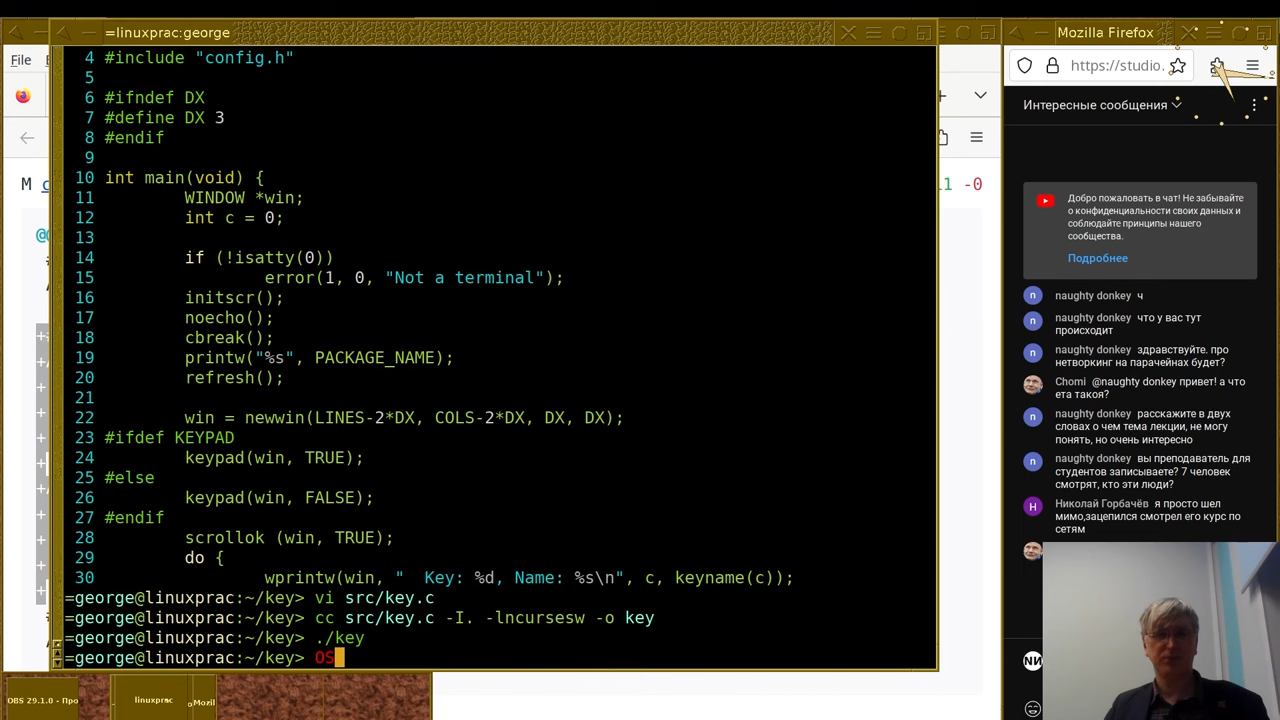 =linuxprac:george
Mozilla Firefox
File
https://studio.
Интересные сообщения
M c
11 -0
@@
4 #include "config.h"
5
6 #ifndef DX
7 #define DX 3
8 #endif
9
10 int main(void) {
11 WINDOW *win;
12 int c = 0;
13
14 if (!isatty(0))
15 error(1, 0, "Not a terminal");
16 initscr();
17 noecho();
18 cbreak();
19 printw("%s", PACKAGE_NAME);
20 refresh();
21
22 win = newwin(LINES-2*DX, COLS-2*DX, DX, DX);
23 #ifdef KEYPAD
24 keypad(win, TRUE);
25 #else
26 keypad(win, FALSE);
27 #endif
28 scrollok (win, TRUE);
29 do {
30 wprintw(win, "  Key: %d, Name: %s\n", c, keyname(c));
=george@linuxprac:~/key> vi src/key.c
=george@linuxprac:~/key> cc src/key.c -I. -lncursesw -o key
=george@linuxprac:~/key> ./key
=george@linuxprac:~/key> OS
Добро пожаловать в чат! Не забывайте
о конфиденциальности своих данных и
соблюдайте принципы нашего
сообщества.
Подробнее
n naughty donkey ч
n naughty donkey что у вас тут
происходит
naughty donkey здравствуйте. про
нетворкинг на парачейнах будет?
Chomi @naughty donkey привет! а что
ета такоя?
n naughty donkey расскажите в двух
словах о чем тема лекции, не могу
понять, но очень интересно
n naughty donkey вы преподаватель для
студентов записываете? 7 человек
смотрят, кто эти люди?
Н Николай Горбачёв я просто шел
мимо,зацепился смотрел его курс по
сетям
NM
OBS 29.1.0 - Про
linuxprac
Mozil